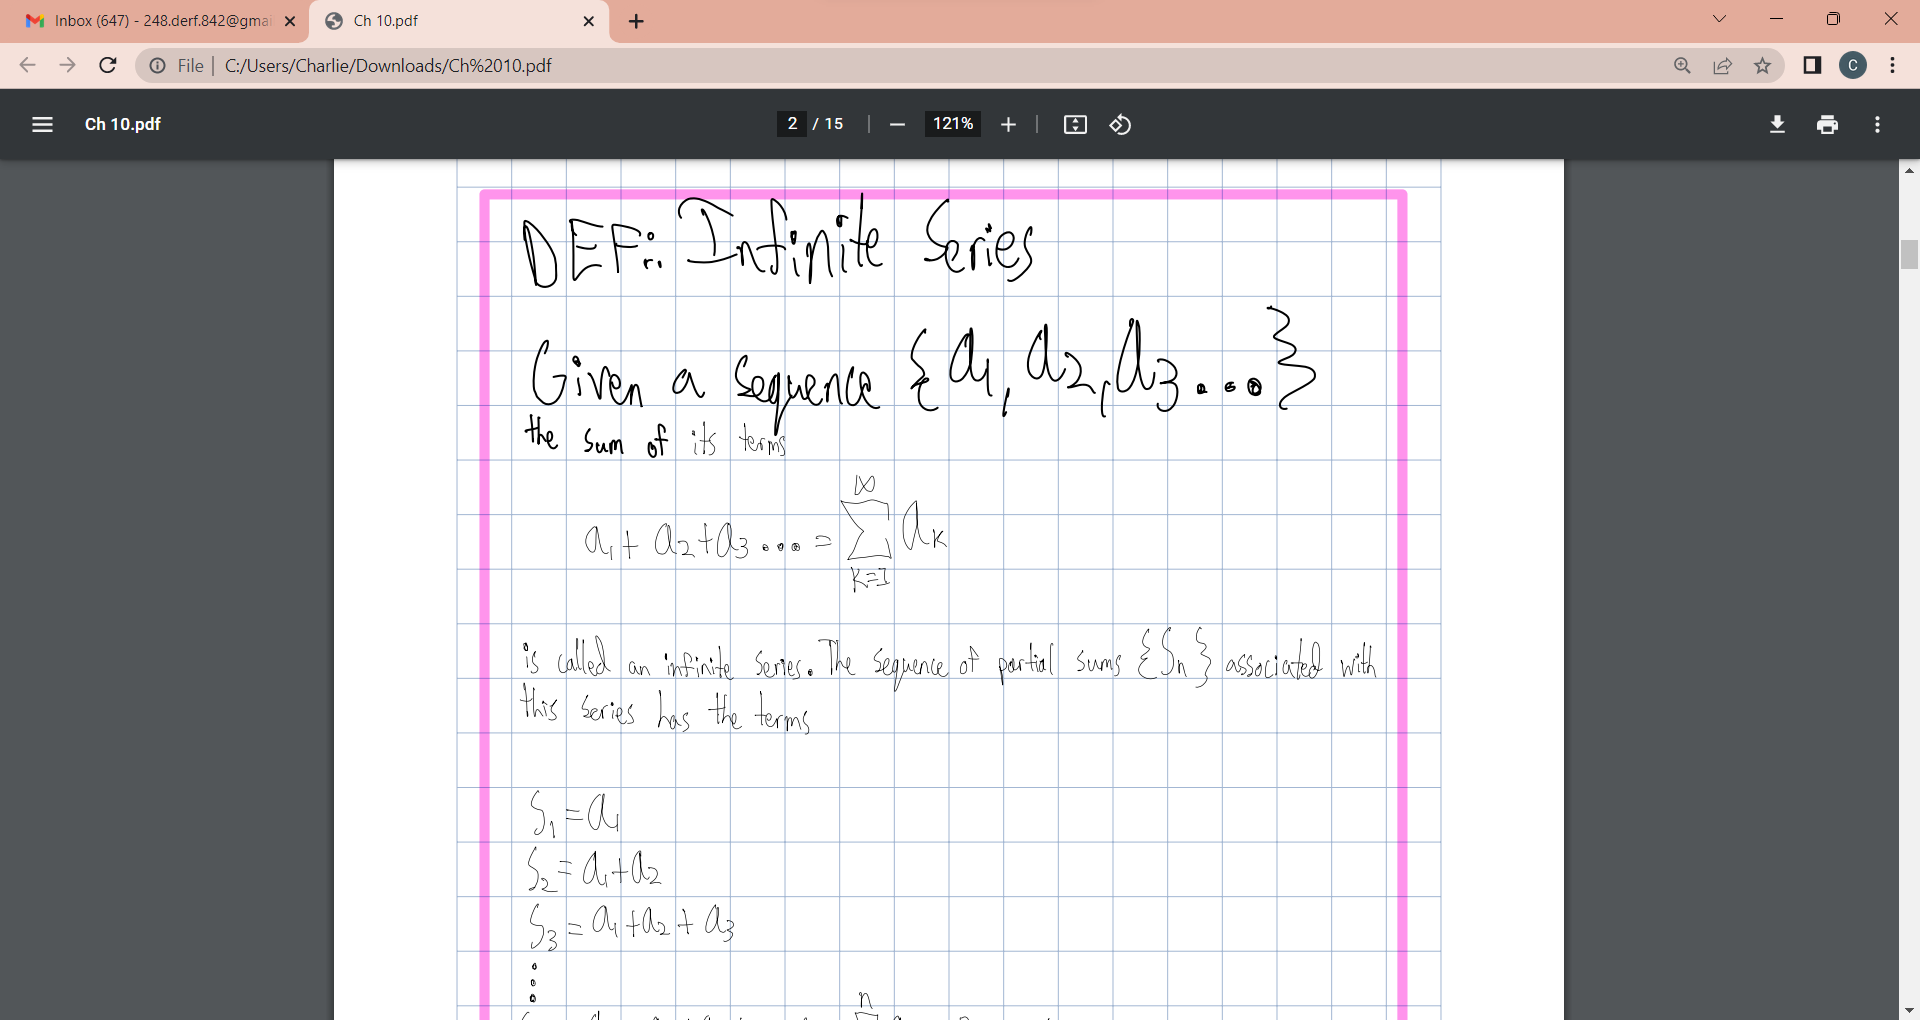 Inbox (647) - 248.derf.842@gmai
Ch 10.pdf
File | C:/Users/Charlie/Downloads/Ch%2010.pdf
C
Ch 10.pdf
2 / 15
121%
DEF: Infinite Series
Given a sequence {a₁, a₂, a₃ ...}
the sum of its terms
a₁ + a₂ + a₃ .... = ∑_{k=1}^{∞} a_k
is called an infinite series. The sequence of partial sums {Sₙ} associated with
this series has the terms
S₁ = a₁
S₂ = a₁ + a₂
S₃ = a₁ + a₂ + a₃
⋮
n